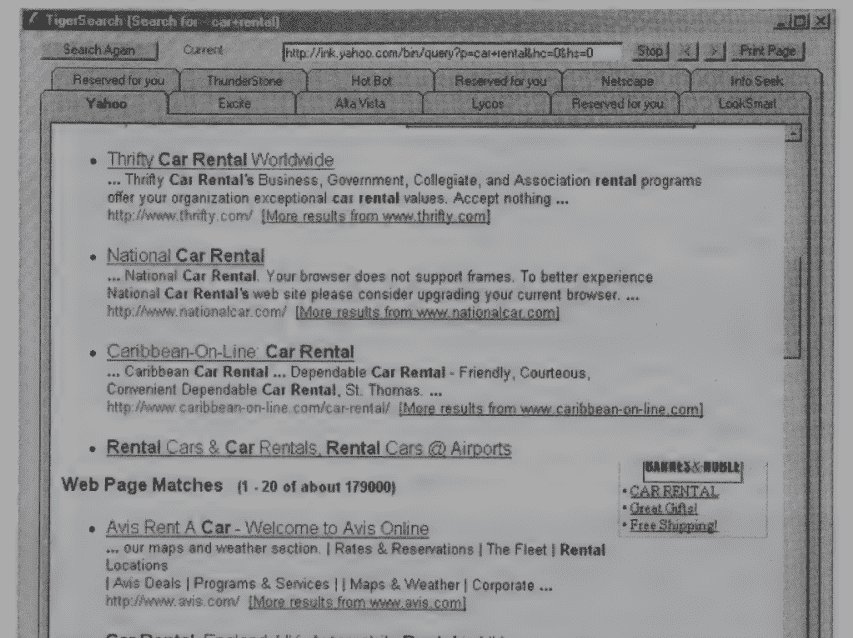 TigerSearch (Search for car+rental)
Search Again Current http://ink.yahoo.com/bin/query?p=car+rental&hc=0&hs=0 Stop < > Print Page
Reserved for you ThunderStone Hot Bot Reserved for you Netscape Info Seek
Yahoo Excite Alta Vista Lycos Reserved for you LookSmart
• Thrifty Car Rental Worldwide
... Thrifty Car Rental's Business, Government, Collegiate, and Association rental programs
offer your organization exceptional car rental values. Accept nothing ...
http://www.thrifty.com/ [More results from www.thrifty.com]
• National Car Rental
... National Car Rental. Your browser does not support frames. To better experience
National Car Rental's web site please consider upgrading your current browser. ...
http://www.nationalcar.com/ [More results from www.nationalcar.com]
• Caribbean-On-Line: Car Rental
... Caribbean Car Rental ... Dependable Car Rental - Friendly, Courteous,
Convenient Dependable Car Rental, St. Thomas. ...
http://www.caribbean-on-line.com/car-rental/ [More results from www.caribbean-on-line.com]
• Rental Cars & Car Rentals, Rental Cars @ Airports
BARNES & NOBLE
• CAR RENTAL
• Great Gifts!
• Free Shipping!
Web Page Matches (1 - 20 of about 179000)
• Avis Rent A Car - Welcome to Avis Online
... our maps and weather section. | Rates & Reservations | The Fleet | Rental
Locations
| Avis Deals | Programs & Services | | Maps & Weather | Corporate ...
http://www.avis.com/ [More results from www.avis.com]